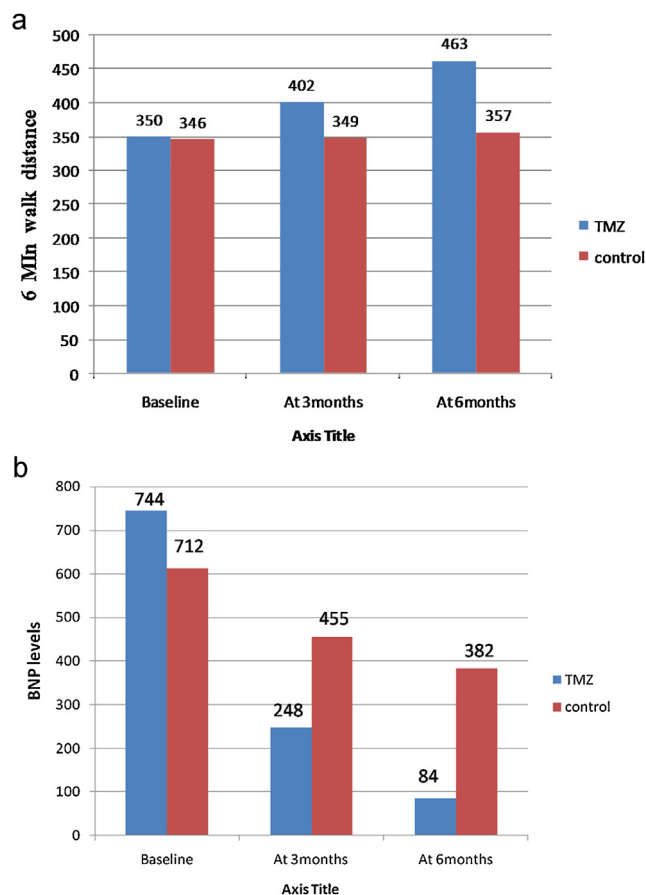 a
6 MIn walk distance
500
450
400
350
300
250
200
150
100
50
0
350
346
402
349
463
357
Baseline
At 3months
At 6months
Axis Title
TMZ
control
b
BNP levels
800
700
600
500
400
300
200
100
0
744
712
248
455
84
382
Baseline
At 3months
At 6months
Axis Title
TMZ
control